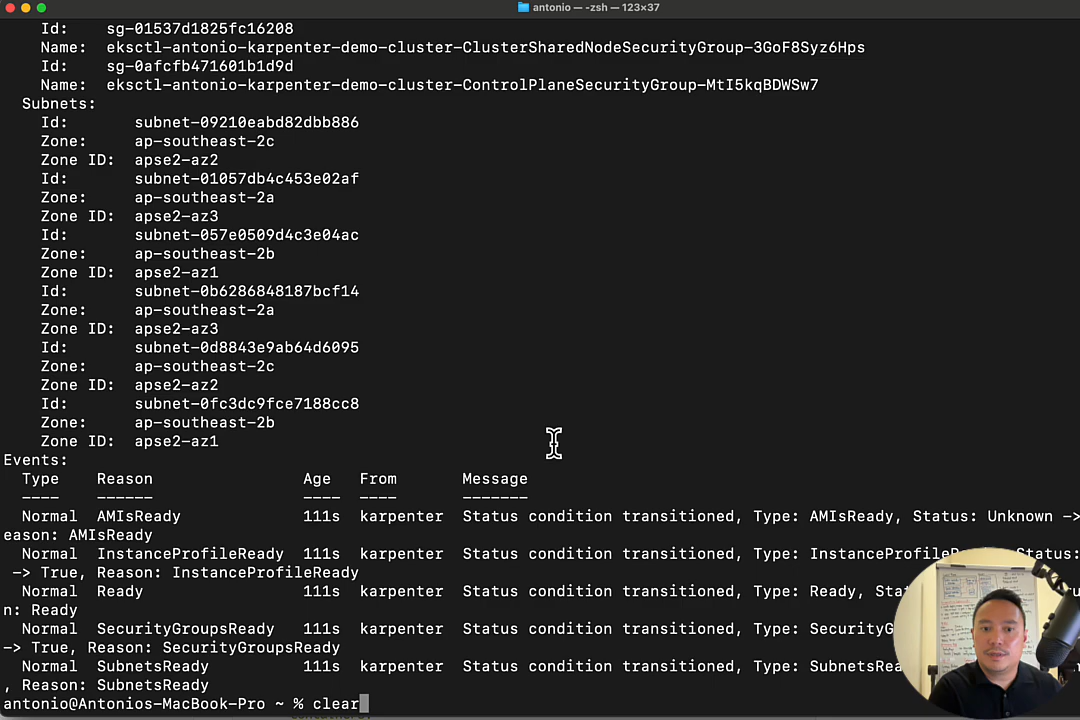 antonio — -zsh — 123×37
Id: sg-01537d1825fc16208
Name: eksctl-antonio-karpenter-demo-cluster-ClusterSharedNodeSecurityGroup-3GoF8Syz6Hps
Id: sg-0afcfb471601b1d9d
Name: eksctl-antonio-karpenter-demo-cluster-ControlPlaneSecurityGroup-MtI5kqBDWSw7
Subnets:
Id: subnet-09210eabd82dbb886
Zone: ap-southeast-2c
Zone ID: apse2-az2
Id: subnet-01057db4c453e02af
Zone: ap-southeast-2a
Zone ID: apse2-az3
Id: subnet-057e0509d4c3e04ac
Zone: ap-southeast-2b
Zone ID: apse2-az1
Id: subnet-0b6286848187bcf14
Zone: ap-southeast-2a
Zone ID: apse2-az3
Id: subnet-0d8843e9ab64d6095
Zone: ap-southeast-2c
Zone ID: apse2-az2
Id: subnet-0fc3dc9fce7188cc8
Zone: ap-southeast-2b
Zone ID: apse2-az1
Events:
Type Reason Age From Message
---- ------ ---- ---- -------
Normal AMIsReady 111s karpenter Status condition transitioned, Type: AMIsReady, Status: Unknown ->
eason: AMIsReady
Normal InstanceProfileReady 111s karpenter Status condition transitioned, Type: InstanceProfileReady, Status:
-> True, Reason: InstanceProfileReady
Normal Ready 111s karpenter Status condition transitioned, Type: Ready,
n: Ready
Normal SecurityGroupsReady 111s karpenter Status condition transitioned, Type:
-> True, Reason: SecurityGroupsReady
Normal SubnetsReady 111s karpenter Status condition transitioned, Type:
, Reason: SubnetsReady
antonio@Antonios-MacBook-Pro ~ % clear